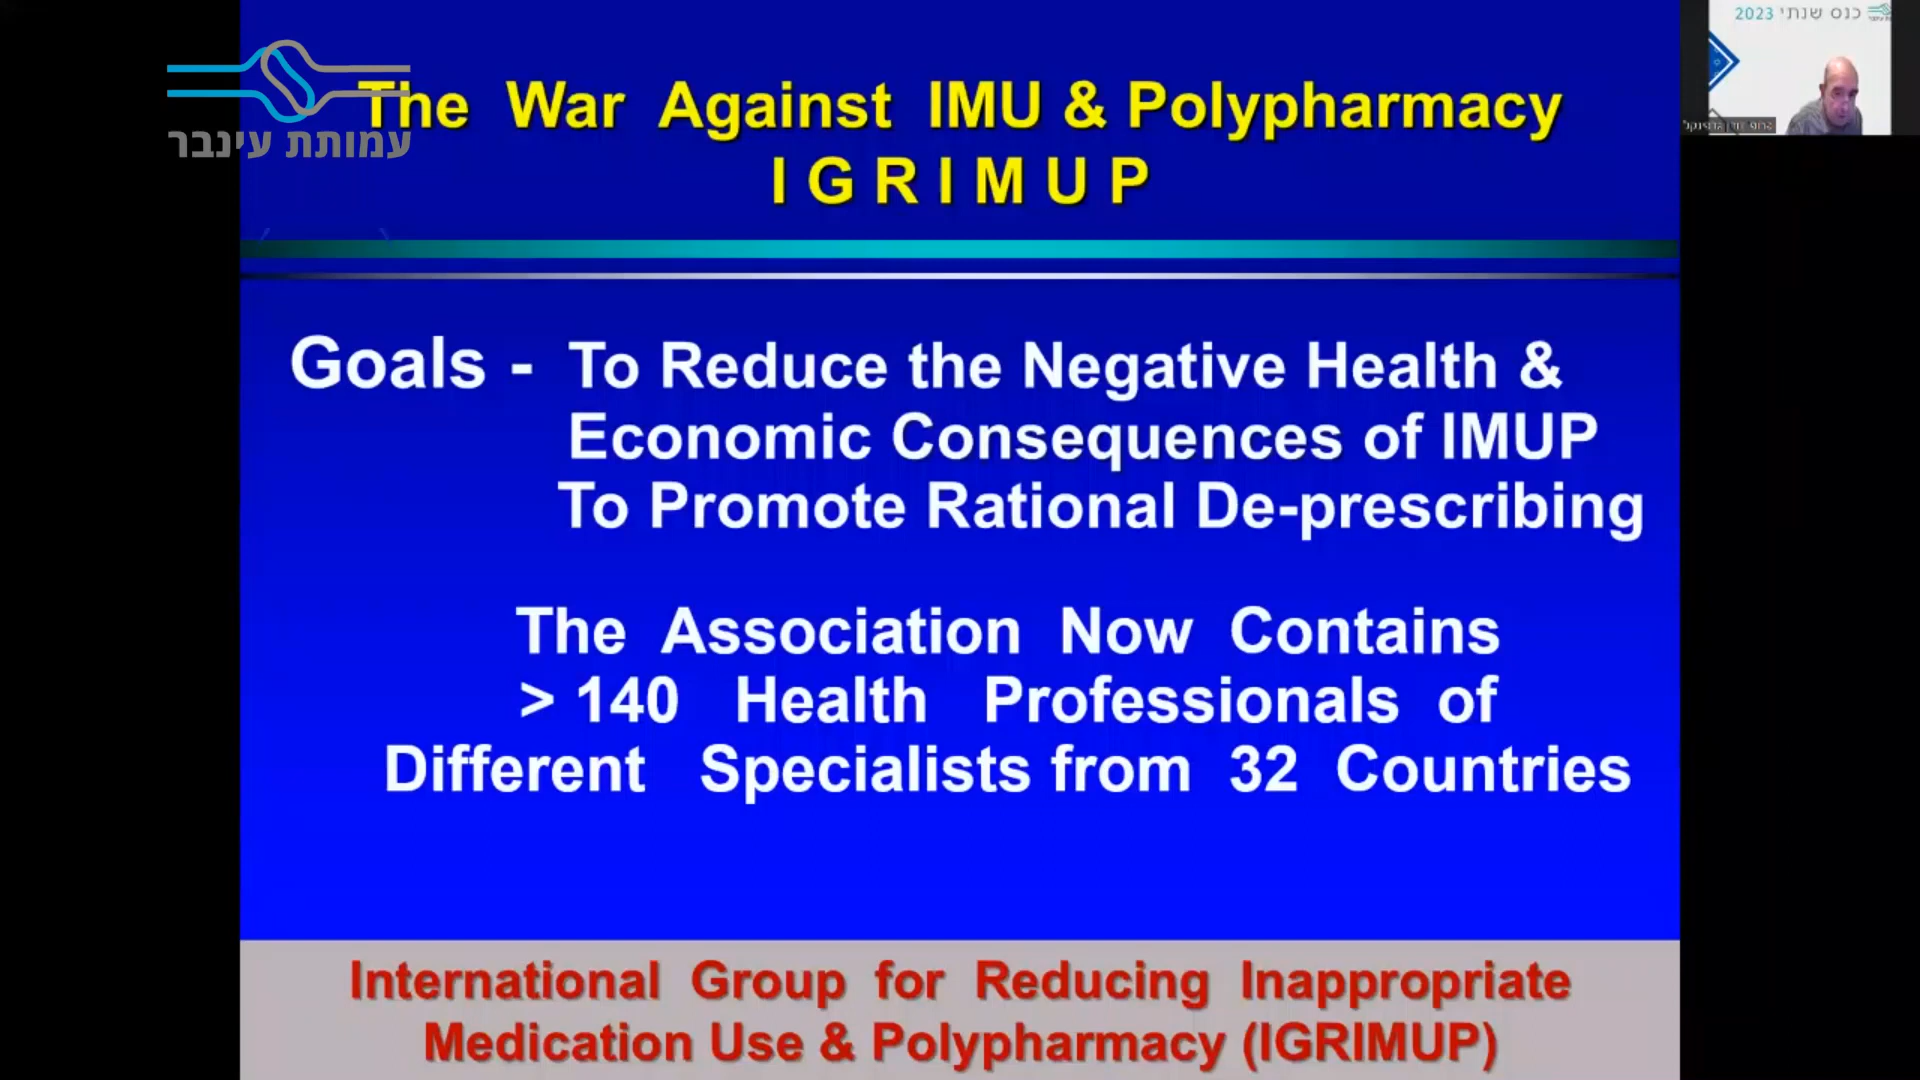 The War Against IMU & Polypharmacy
I G R I M U P
עמותת עינבר
כנס שנתי 2023
Goals - To Reduce the Negative Health &
Economic Consequences of IMUP
To Promote Rational De-prescribing
The Association Now Contains
> 140 Health Professionals of
Different Specialists from 32 Countries
International Group for Reducing Inappropriate
Medication Use & Polypharmacy (IGRIMUP)